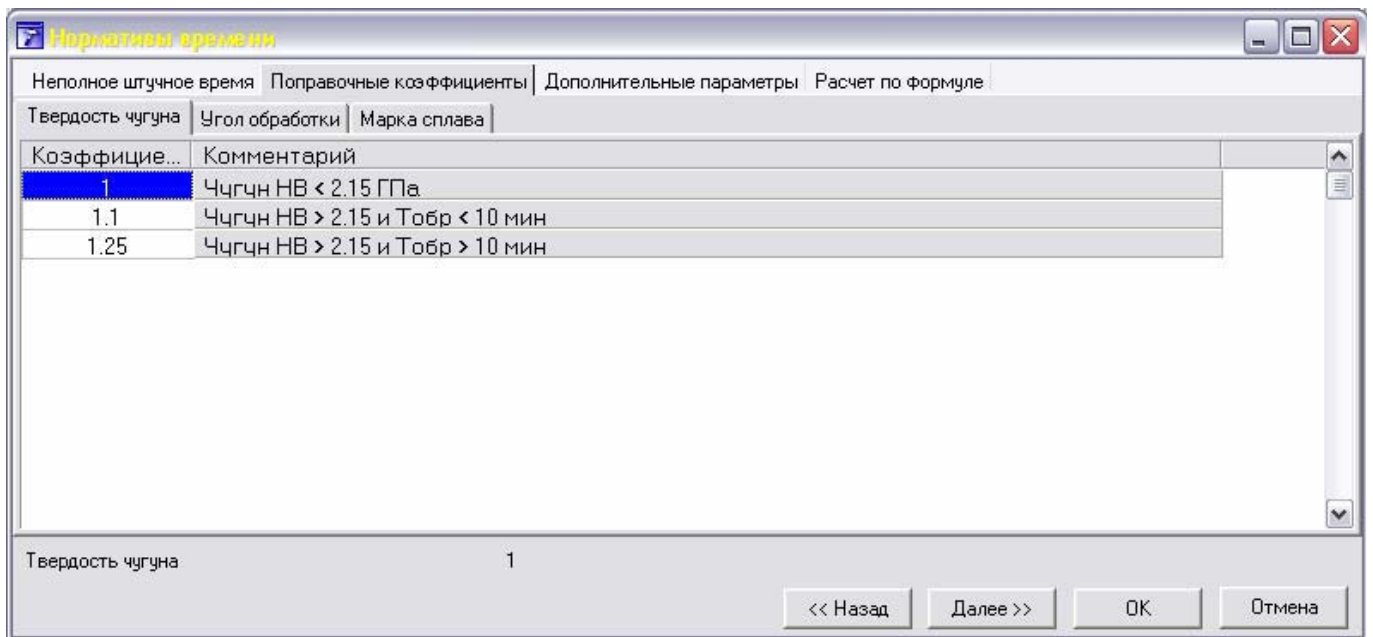 Нормативы времени
Неполное штучное время Поправочные коэффициенты Дополнительные параметры Расчет по формуле
Твердость чугуна Угол обработки Марка сплава
Коэффицие... Комментарий
1 Чугун НВ < 2.15 ГПа
1.1 Чугун НВ > 2.15 и Тобр < 10 мин
1.25 Чугун НВ > 2.15 и Тобр > 10 мин
Твердость чугуна 1
<< Назад Далее >> OK Отмена